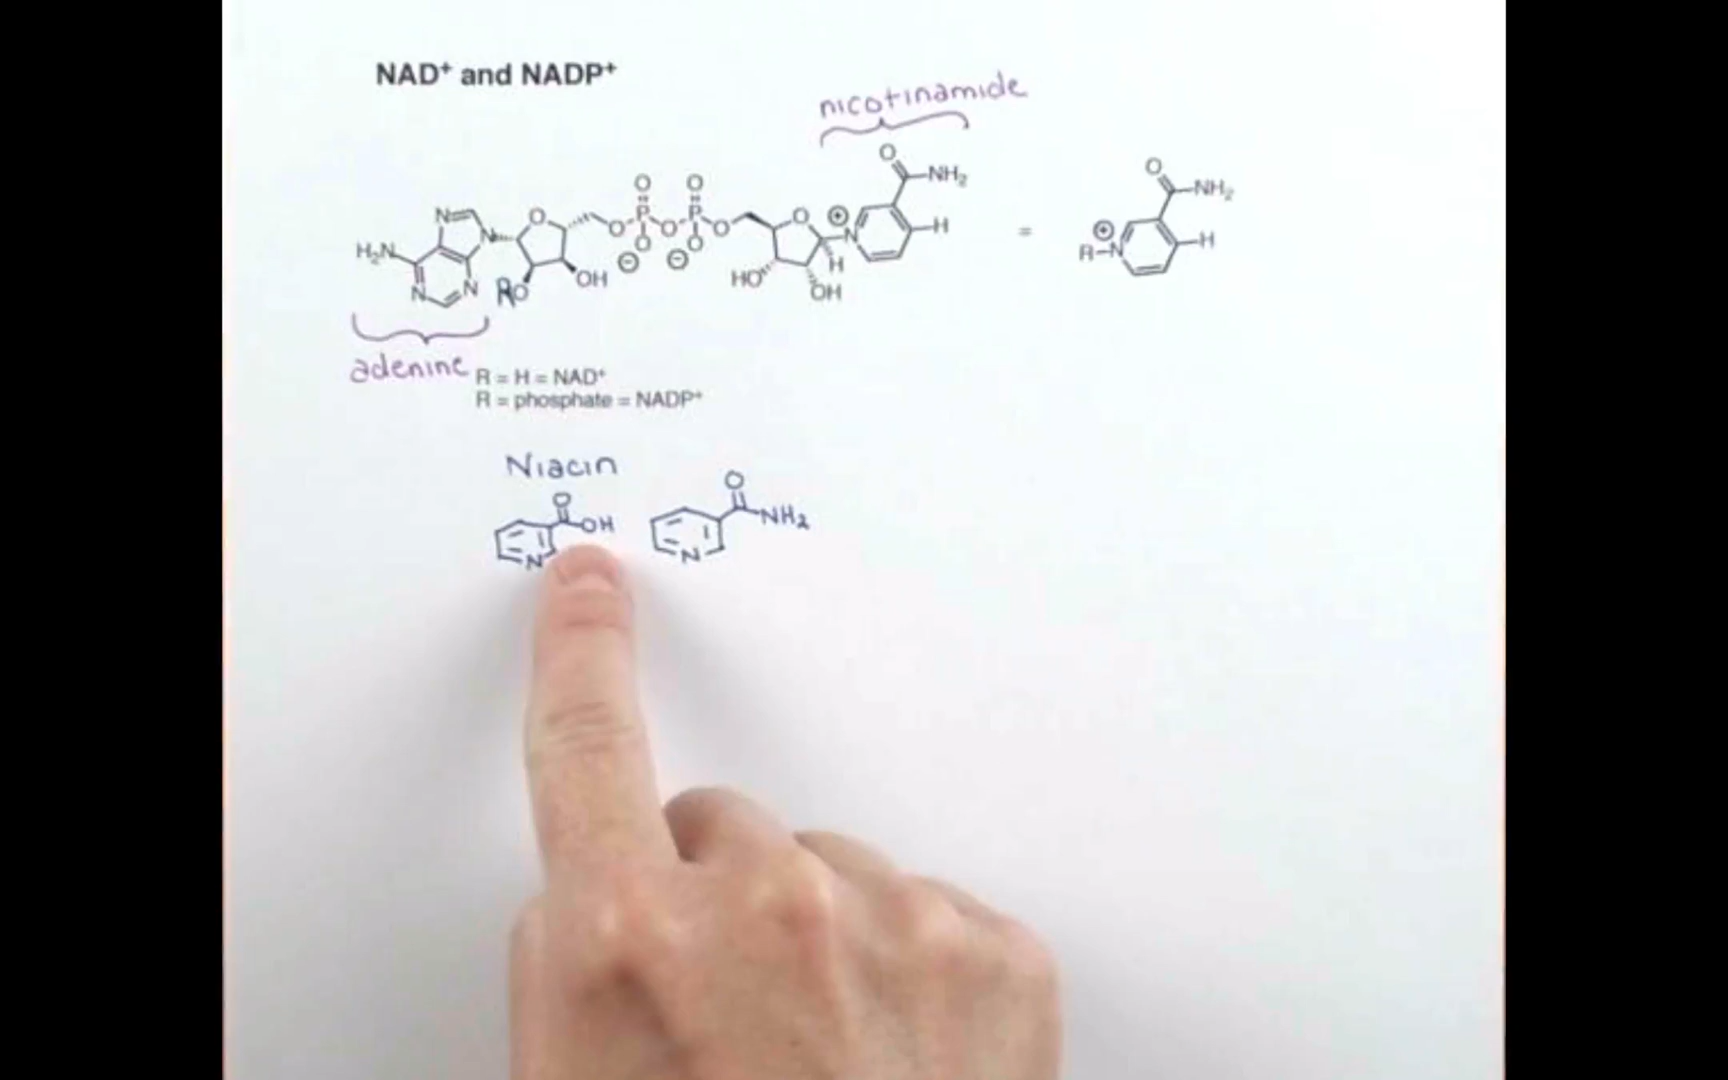 NAD⁺ and NADP⁺
nicotinamide
O
NH₂
O
NH₂
N
N
H₂N
N
N
O
RO
OH
O
O
P
O
⊖
O
O
P
O
⊖
O
O
HO
OH
H
⊕
N
H
=
⊕
R-N
H
adenine
R = H = NAD⁺
R = phosphate = NADP⁺
Niacin
O
OH
N
O
NH₂
N